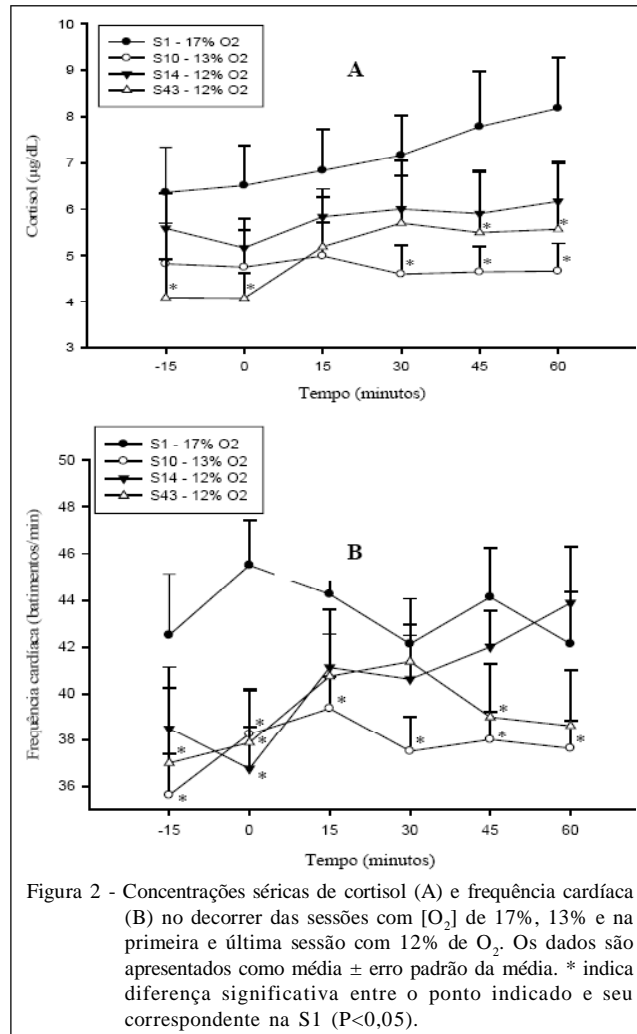 S1 - 17% O2
S10 - 13% O2
S14 - 12% O2
S43 - 12% O2
A
10
9
8
7
6
5
4
3
Cortisol (µg/dL)
* * * * * * *
-15 0 15 30 45 60
Tempo (minutos)
S1 - 17% O2
S10 - 13% O2
S14 - 12% O2
S43 - 12% O2
B
50
46
44
42
40
38
36
Frequência cardíaca (batimentos/min)
* * * * * * * * * *
-15 0 15 30 45 60
Tempo (minutos)
Figura 2 - Concentrações séricas de cortisol (A) e frequência cardíaca
(B) no decorrer das sessões com [O₂] de 17%, 13% e na
primeira e última sessão com 12% de O₂. Os dados são
apresentados como média ± erro padrão da média. * indica
diferença significativa entre o ponto indicado e seu
correspondente na S1 (P<0,05).